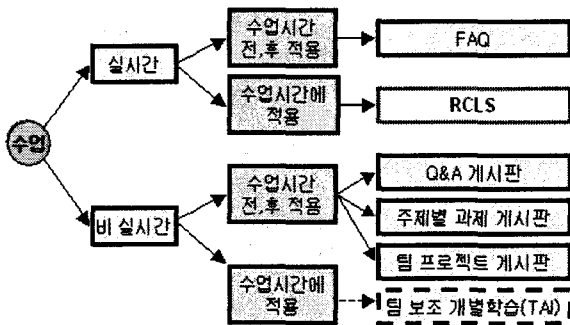 수업
실시간
비 실시간
수업시간
전,후 적용
수업시간에
적용
수업시간
전,후 적용
수업시간에
적용
FAQ
RCLS
Q&A 게시판
주제별 과제 게시판
팀 프로젝트 게시판
팀 보조 개별학습(TAI)